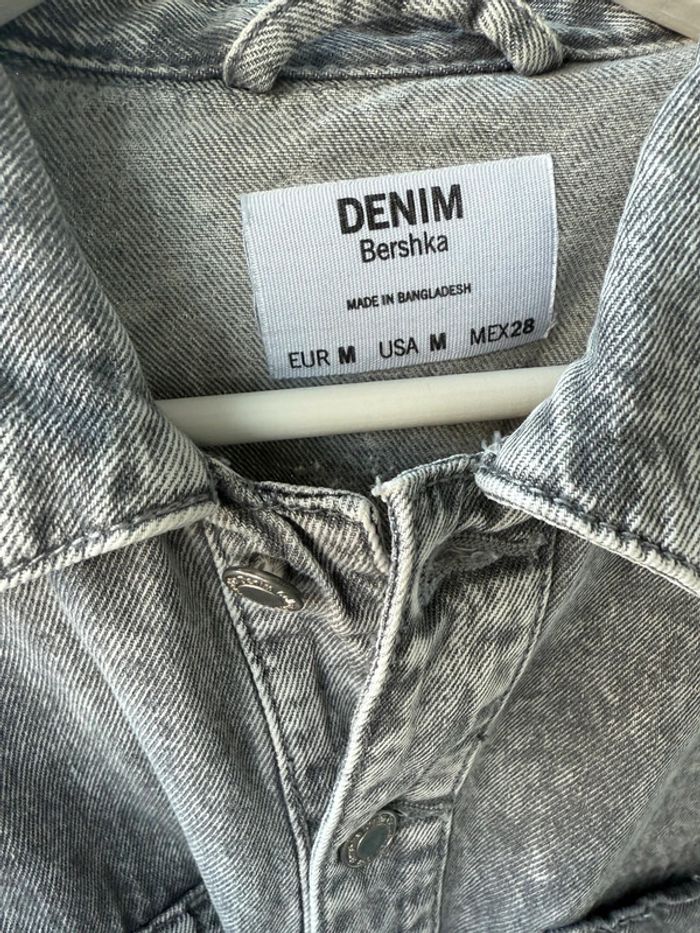 DENIM
Bershka
MADE IN BANGLADESH
EUR M USA M MEX28